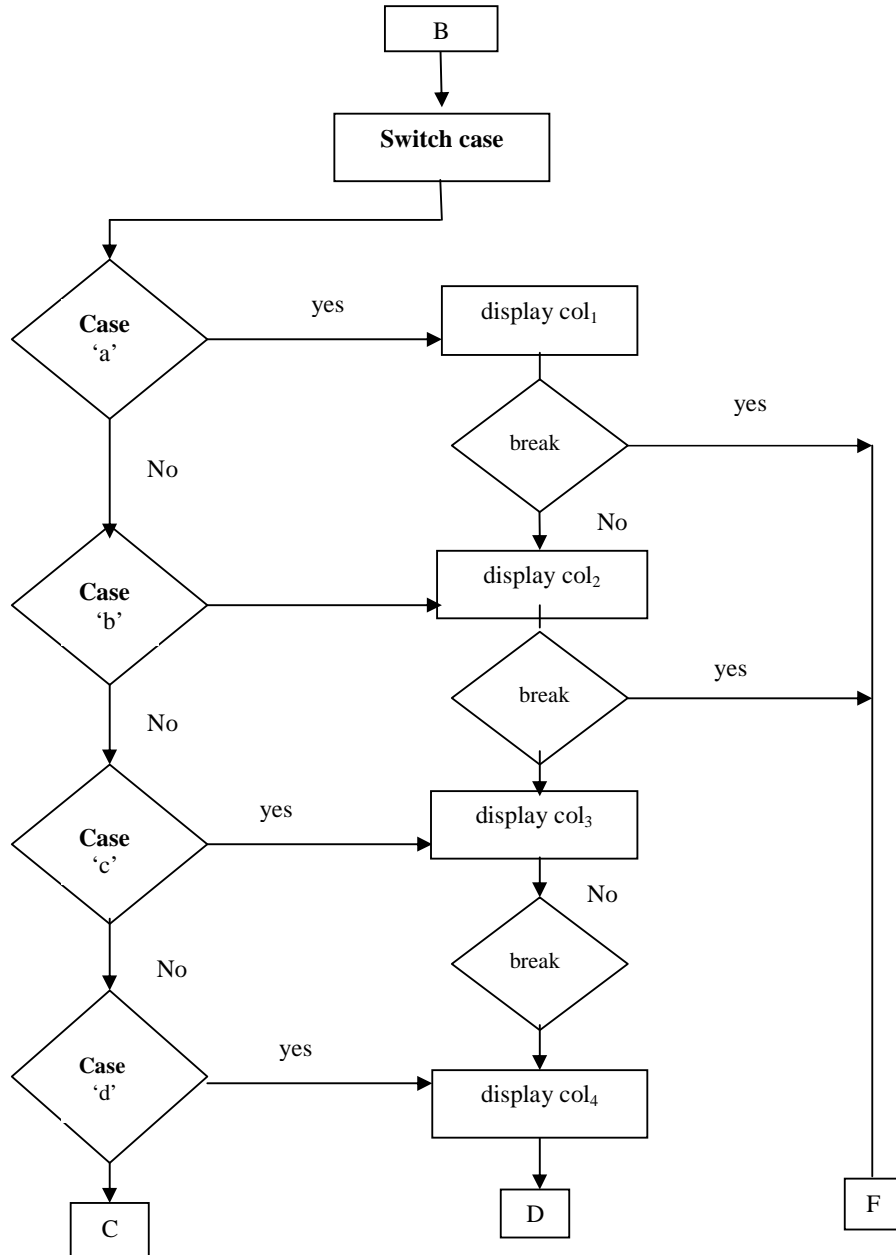 B
Switch case
Case
‘a’
yes
display col₁
break
yes
No
No
Case
‘b’
display col₂
break
yes
No
Case
‘c’
yes
display col₃
No
break
No
Case
‘d’
yes
display col₄
C
D
F